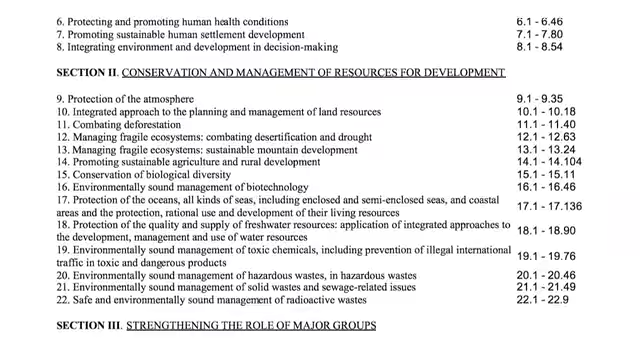 6. Protecting and promoting human health conditions 6.1 - 6.46
7. Promoting sustainable human settlement development 7.1 - 7.80
8. Integrating environment and development in decision-making 8.1 - 8.54
SECTION II. CONSERVATION AND MANAGEMENT OF RESOURCES FOR DEVELOPMENT
9. Protection of the atmosphere 9.1 - 9.35
10. Integrated approach to the planning and management of land resources 10.1 - 10.18
11. Combating deforestation 11.1 - 11.40
12. Managing fragile ecosystems: combating desertification and drought 12.1 - 12.63
13. Managing fragile ecosystems: sustainable mountain development 13.1 - 13.24
14. Promoting sustainable agriculture and rural development 14.1 - 14.104
15. Conservation of biological diversity 15.1 - 15.11
16. Environmentally sound management of biotechnology 16.1 - 16.46
17. Protection of the oceans, all kinds of seas, including enclosed and semi-enclosed seas, and coastal
areas and the protection, rational use and development of their living resources 17.1 - 17.136
18. Protection of the quality and supply of freshwater resources: application of integrated approaches to
the development, management and use of water resources 18.1 - 18.90
19. Environmentally sound management of toxic chemicals, including prevention of illegal international
traffic in toxic and dangerous products 19.1 - 19.76
20. Environmentally sound management of hazardous wastes, in hazardous wastes 20.1 - 20.46
21. Environmentally sound management of solid wastes and sewage-related issues 21.1 - 21.49
22. Safe and environmentally sound management of radioactive wastes 22.1 - 22.9
SECTION III. STRENGTHENING THE ROLE OF MAJOR GROUPS